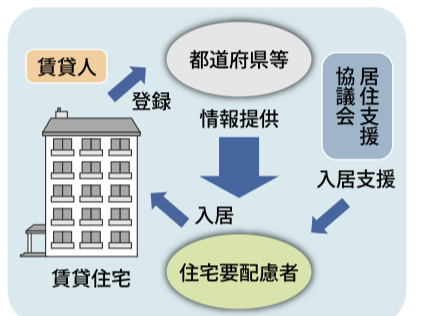 賃貸人
都道府県等
居住支援
協議会
登録
情報提供
入居支援
入居
賃貸住宅
住宅要配慮者